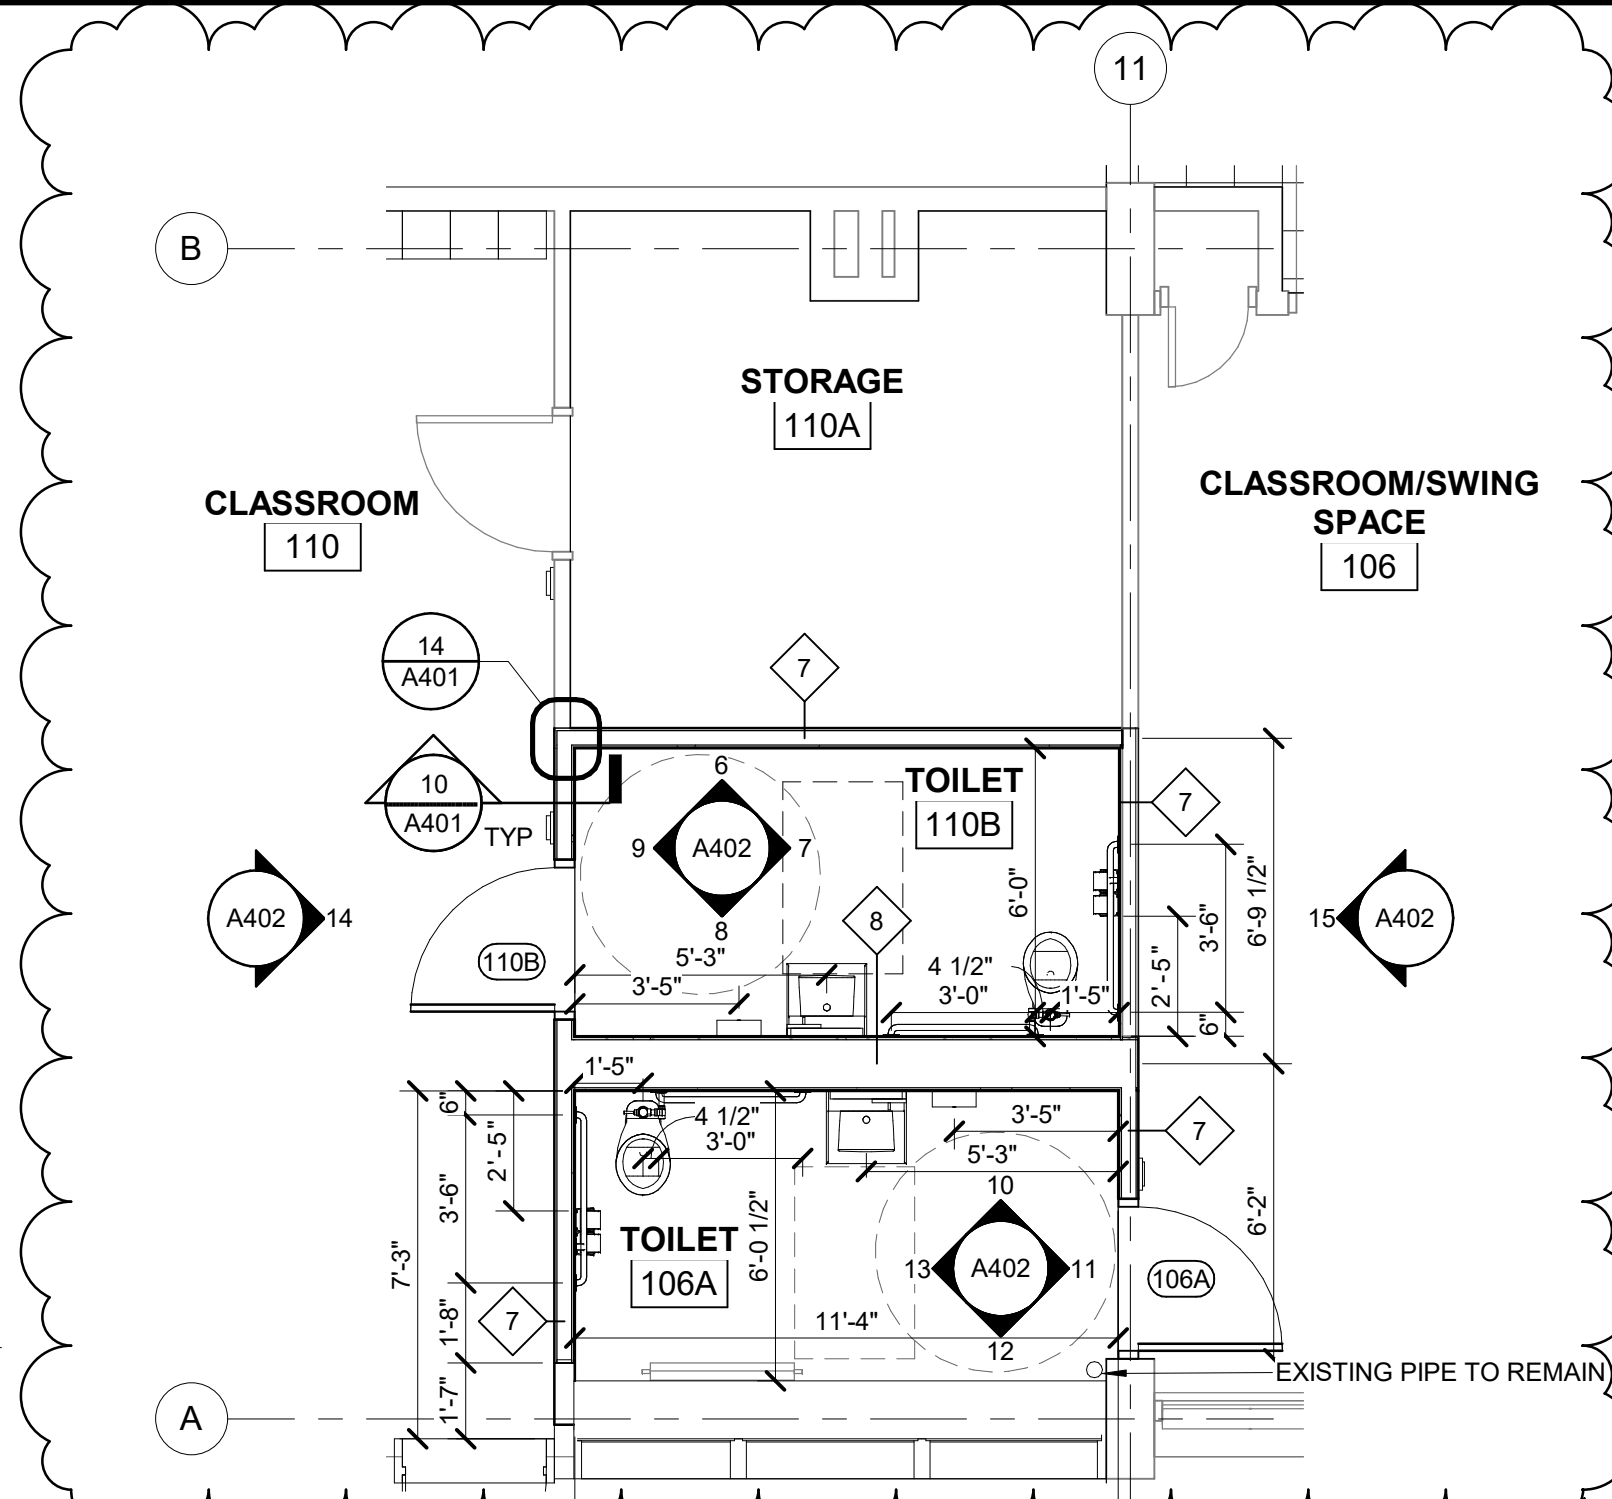 11
B
STORAGE
110A
CLASSROOM
110
CLASSROOM/SWING
SPACE
106
14
A401
7
10
A401
TYP
TOILET
110B
7
6
9
A402
7
8
8
A402
14
15
A402
110B
5'-3"
3'-5"
6'-0"
4 1/2"
3'-0"
1'-5"
2'-5"
3'-6"
6"
6'-9 1/2"
1'-5"
6"
2'-5"
3'-6"
7'-3"
1'-8"
1'-7"
4 1/2"
3'-0"
3'-5"
5'-3"
7
6'-2"
TOILET
106A
6'-0 1/2"
10
13
A402
11
12
106A
7
11'-4"
EXISTING PIPE TO REMAIN
A